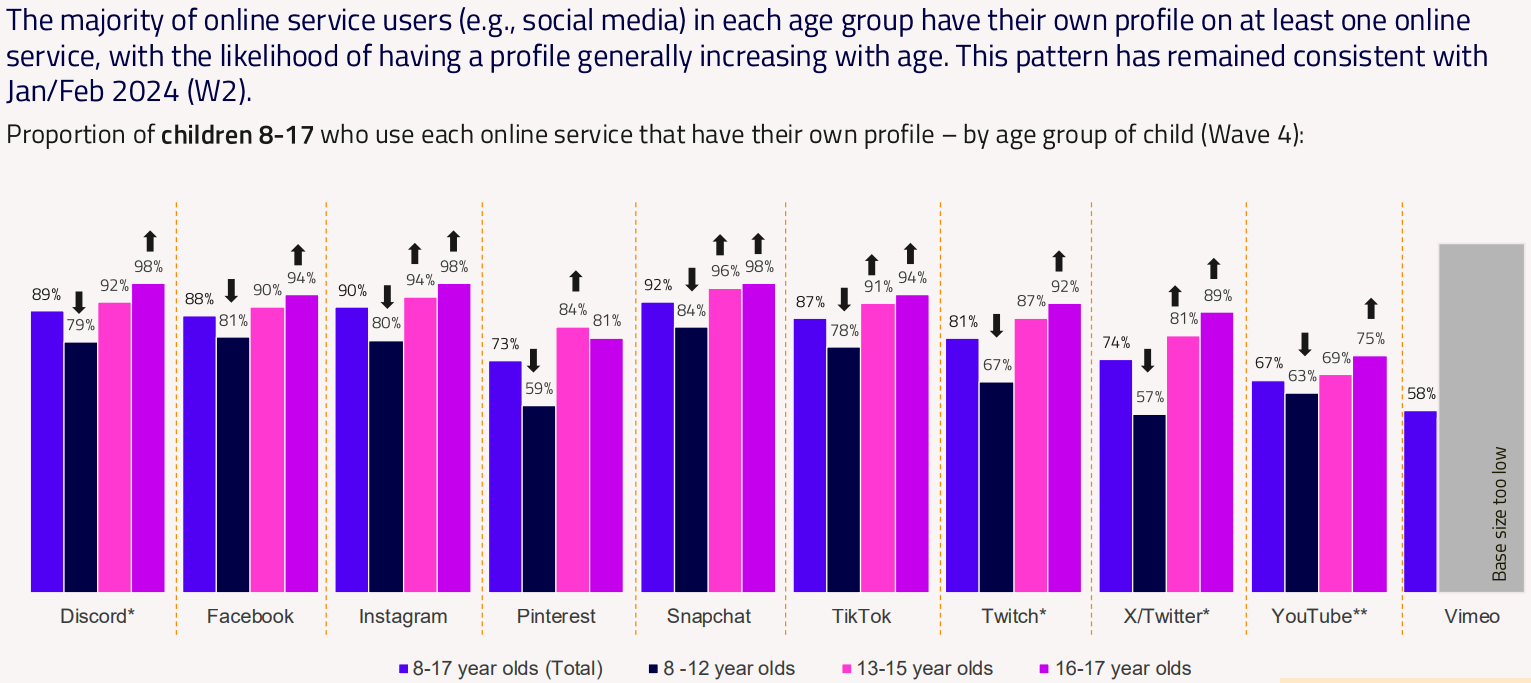 The majority of online service users (e.g., social media) in each age group have their own profile on at least one online
service, with the likelihood of having a profile generally increasing with age. This pattern has remained consistent with
Jan/Feb 2024 (W2).
Proportion of children 8-17 who use each online service that have their own profile – by age group of child (Wave 4):
89% 79% 92% 98%
88% 81% 90% 94%
90% 80% 94% 98%
73% 59% 84% 81%
92% 84% 96% 98%
87% 78% 91% 94%
81% 67% 87% 92%
74% 57% 81% 89%
67% 63% 69% 75%
58%
Base size too low
Discord* Facebook Instagram Pinterest Snapchat TikTok Twitch* X/Twitter* YouTube** Vimeo
8-17 year olds (Total) 8 -12 year olds 13-15 year olds 16-17 year olds